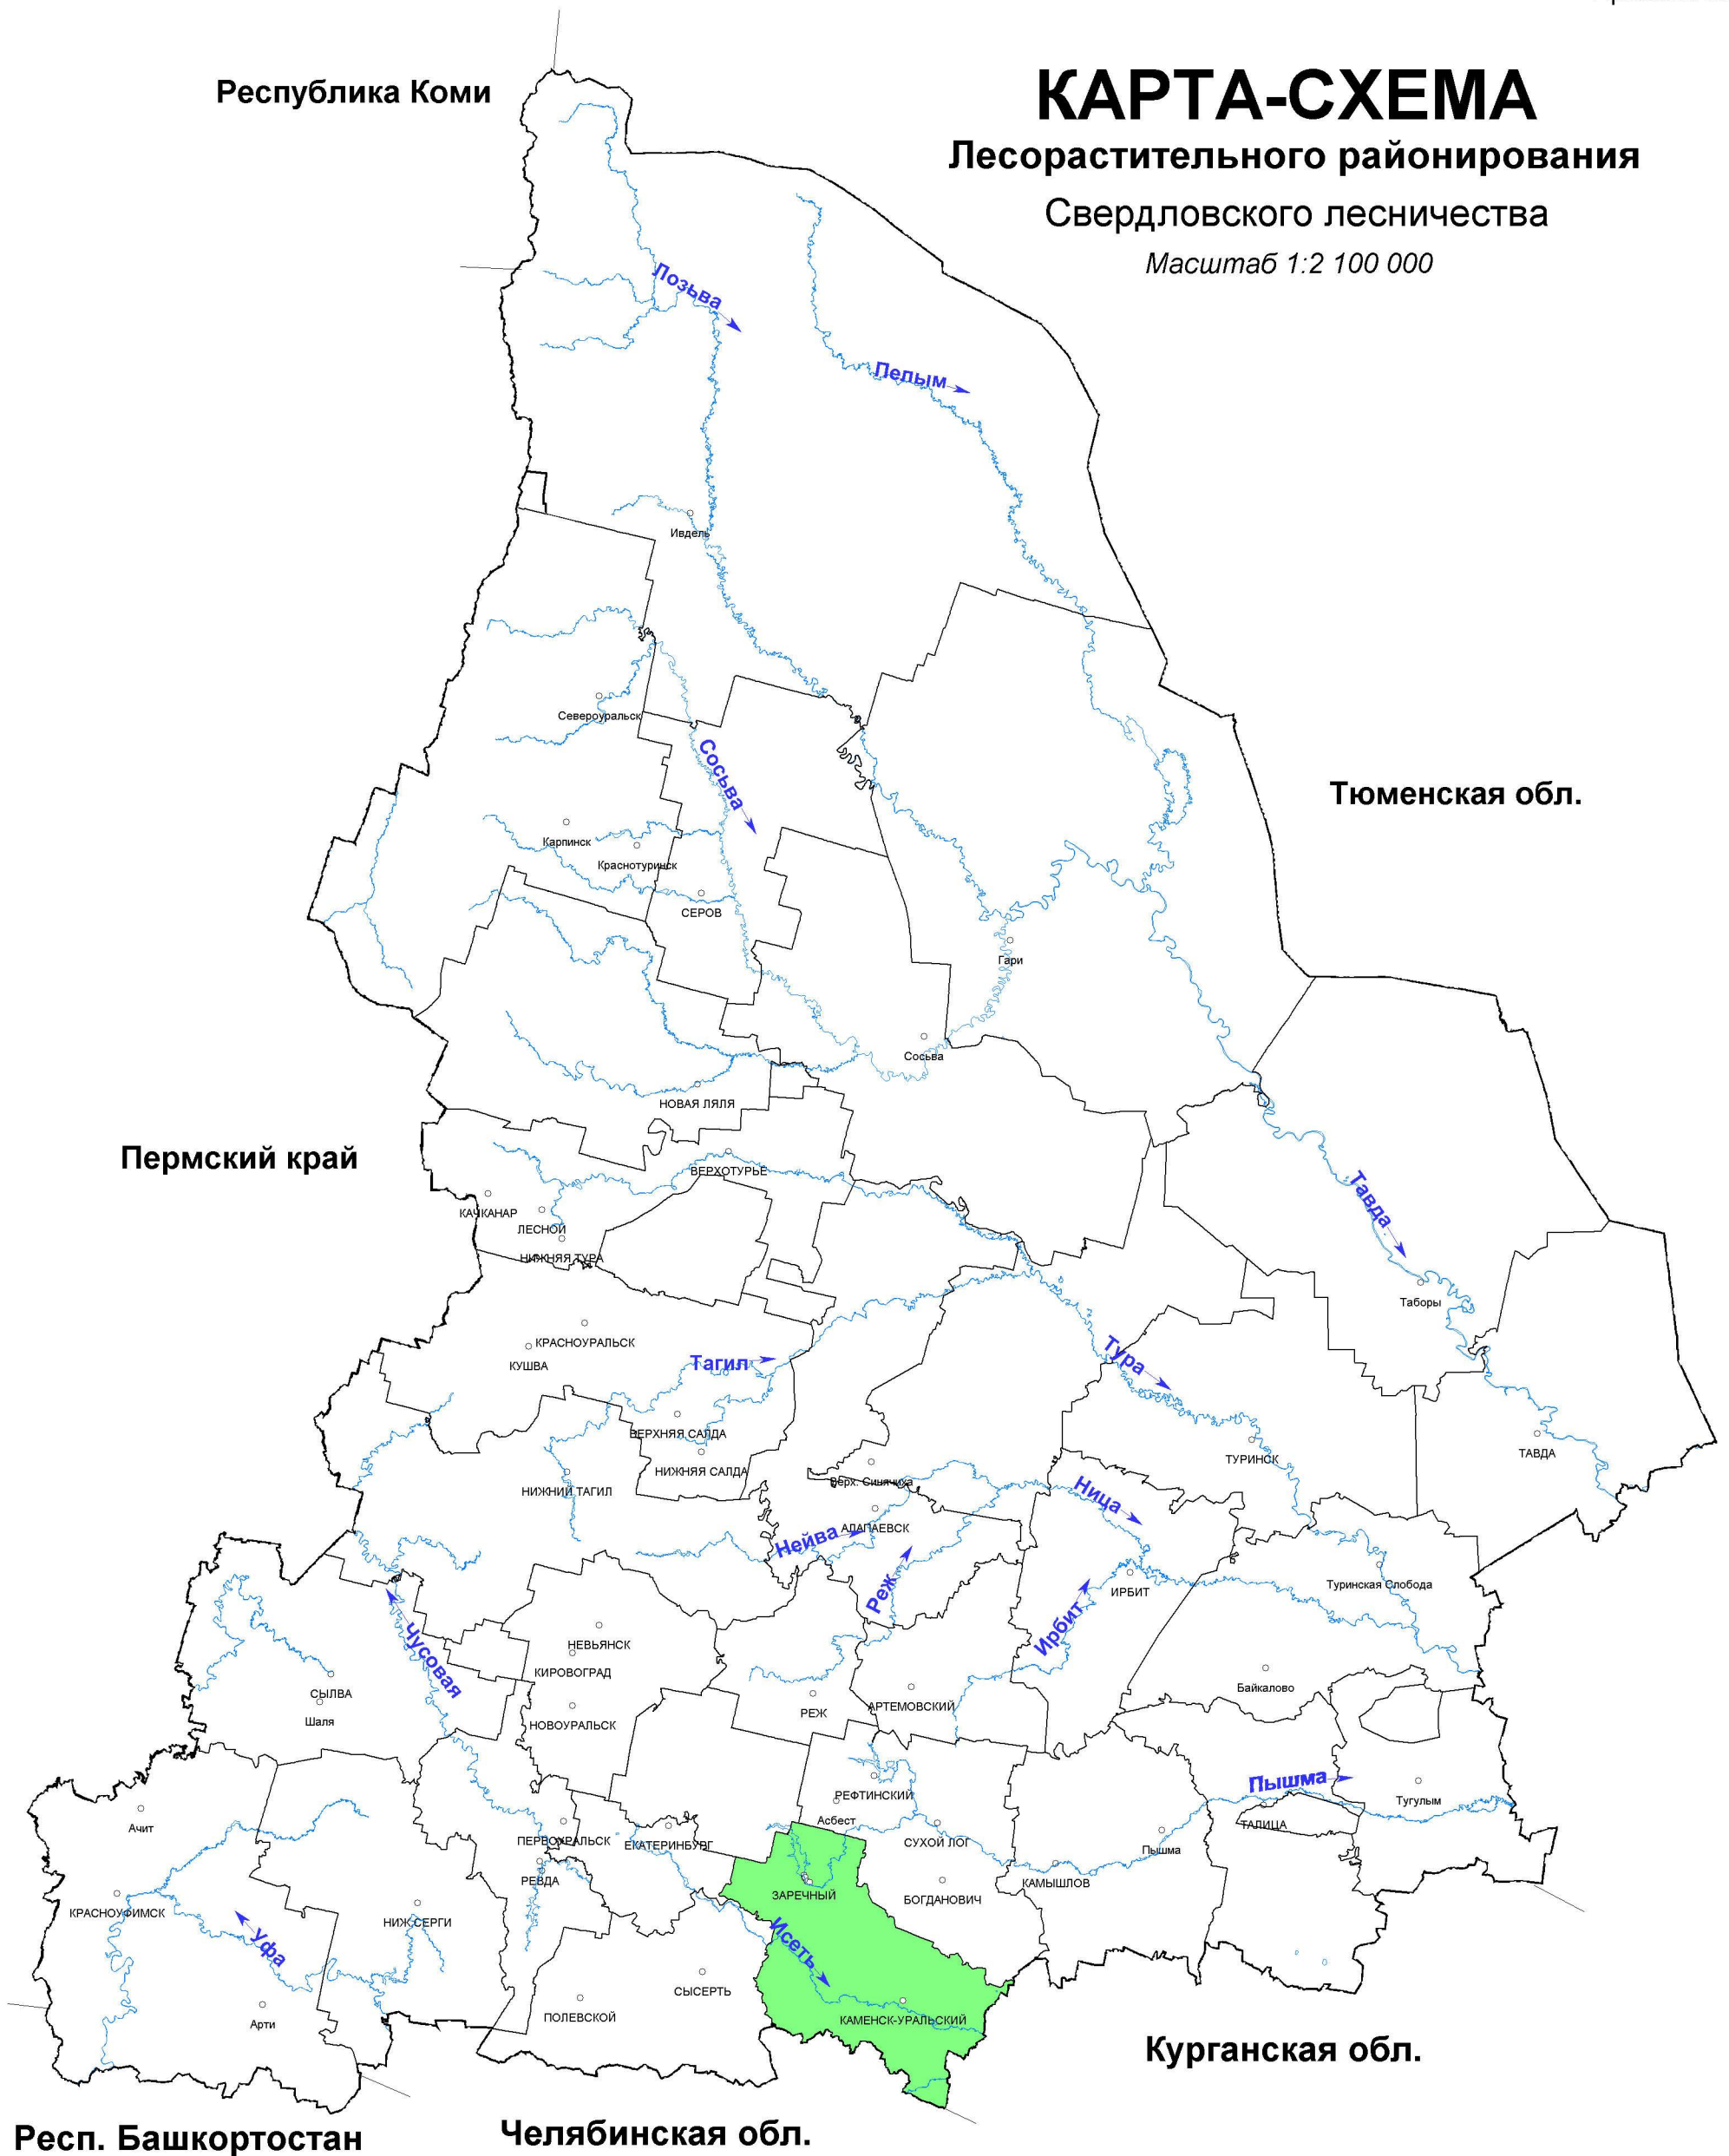 Республика Коми
КАРТА-СХЕМА
Лесорастительного районирования
Свердловского лесничества
Масштаб 1:2 100 000
Лозьва
Пелым
Ивдель
Североуральск
Сосьва
Тюменская обл.
Карпинск
Краснотуринск
СЕРОВ
Гари
Сосьва
НОВАЯ ЛЯЛЯ
Пермский край
ВЕРХОТУРЬЕ
КАЧКАНАР
ЛЕСНОЙ
НИЖНЯЯ ТУРА
Тавда
Таборы
КРАСНОУРАЛЬСК
КУШВА
Тагил
Тура
ВЕРХНЯЯ САЛДА
НИЖНЯЯ САЛДА
НИЖНИЙ ТАГИЛ
Верх. Синячиха
ТУРИНСК
ТАВДА
Ница
АЛАПАЕВСК
Нейва
Реж
Ирбит
ИРБИТ
Туринская Слобода
Чусовая
НЕВЬЯНСК
КИРОВОГРАД
СЫЛВА
Шаля
НОВОУРАЛЬСК
РЕЖ
АРТЕМОВСКИЙ
Байкалово
Пышма
РЕФТИНСКИЙ
Тугулым
Ачит
Асбест
ТАЛИЦА
ПЕРВОУРАЛЬСК
ЕКАТЕРИНБУРГ
СУХОЙ ЛОГ
Пышма
РЕВДА
КАМЫШЛОВ
ЗАРЕЧНЫЙ
БОГДАНОВИЧ
КРАСНОУФИМСК
НИЖ.СЕРГИ
Уфа
Исеть
СЫСЕРТЬ
ПОЛЕВСКОЙ
КАМЕНСК-УРАЛЬСКИЙ
Арти
Курганская обл.
Челябинская обл.
Респ. Башкортостан